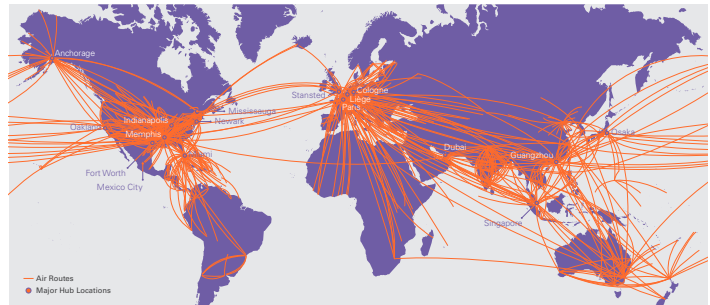 Anchorage
Stansted
Cologne
Liège
Paris
Mississauga
Indianapolis
Newark
Oakland
Memphis
Osaka
Miami
Dubai
Guangzhou
Fort Worth
Mexico City
Singapore
Air Routes
Major Hub Locations